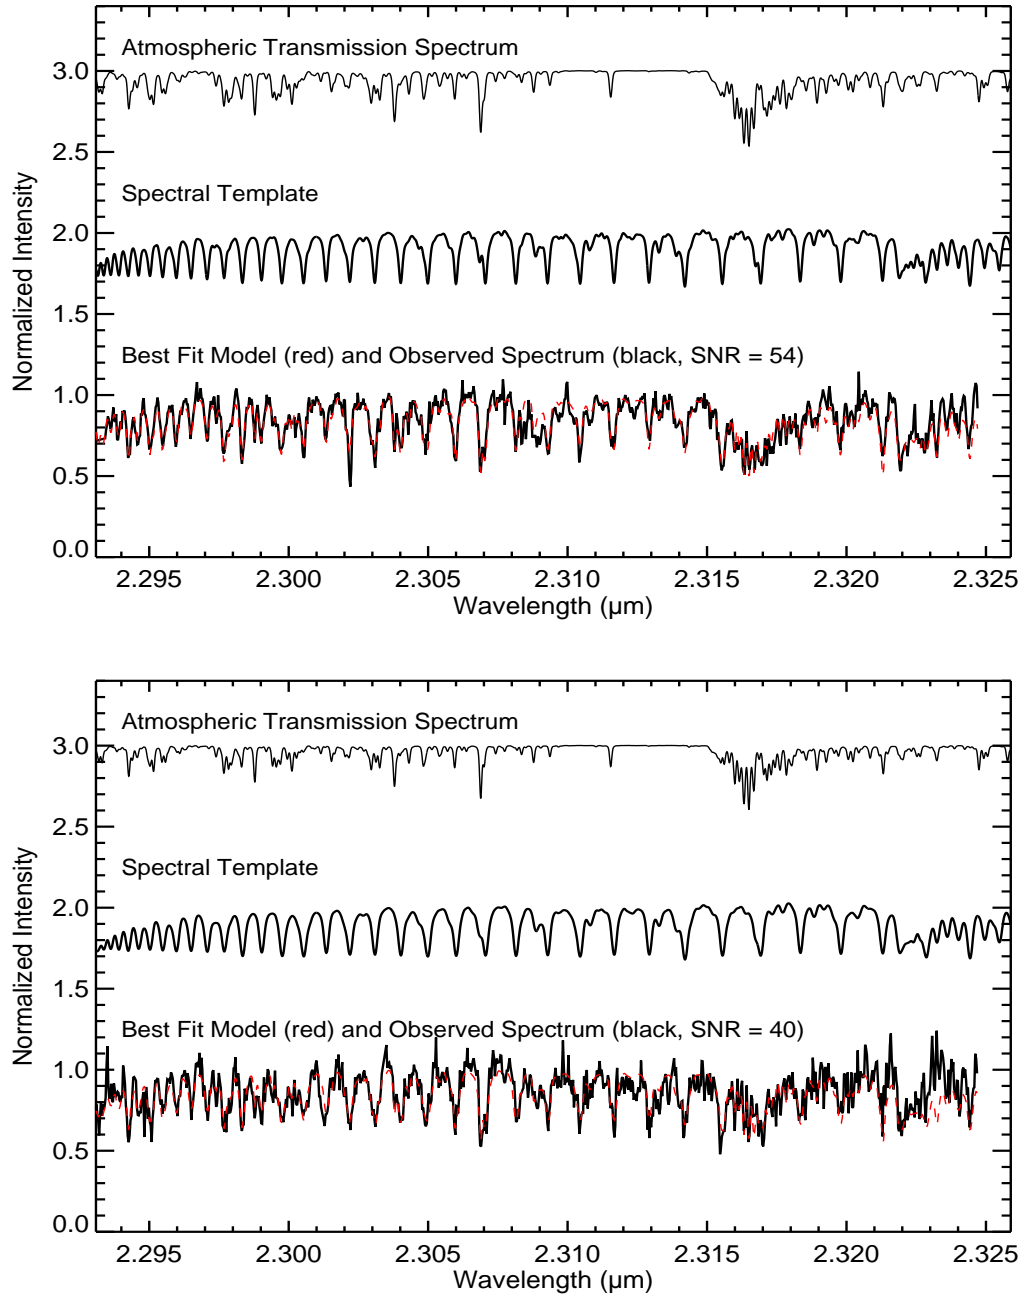 Atmospheric Transmission Spectrum
3.0
2.5
Spectral Template
2.0
1.5
Best Fit Model (red) and Observed Spectrum (black, SNR = 54)
1.0
0.5
0.0
Normalized Intensity
2.295 2.300 2.305 2.310 2.315 2.320 2.325
Wavelength (µm)
Atmospheric Transmission Spectrum
3.0
2.5
Spectral Template
2.0
1.5
Best Fit Model (red) and Observed Spectrum (black, SNR = 40)
1.0
0.5
0.0
Normalized Intensity
2.295 2.300 2.305 2.310 2.315 2.320 2.325
Wavelength (µm)